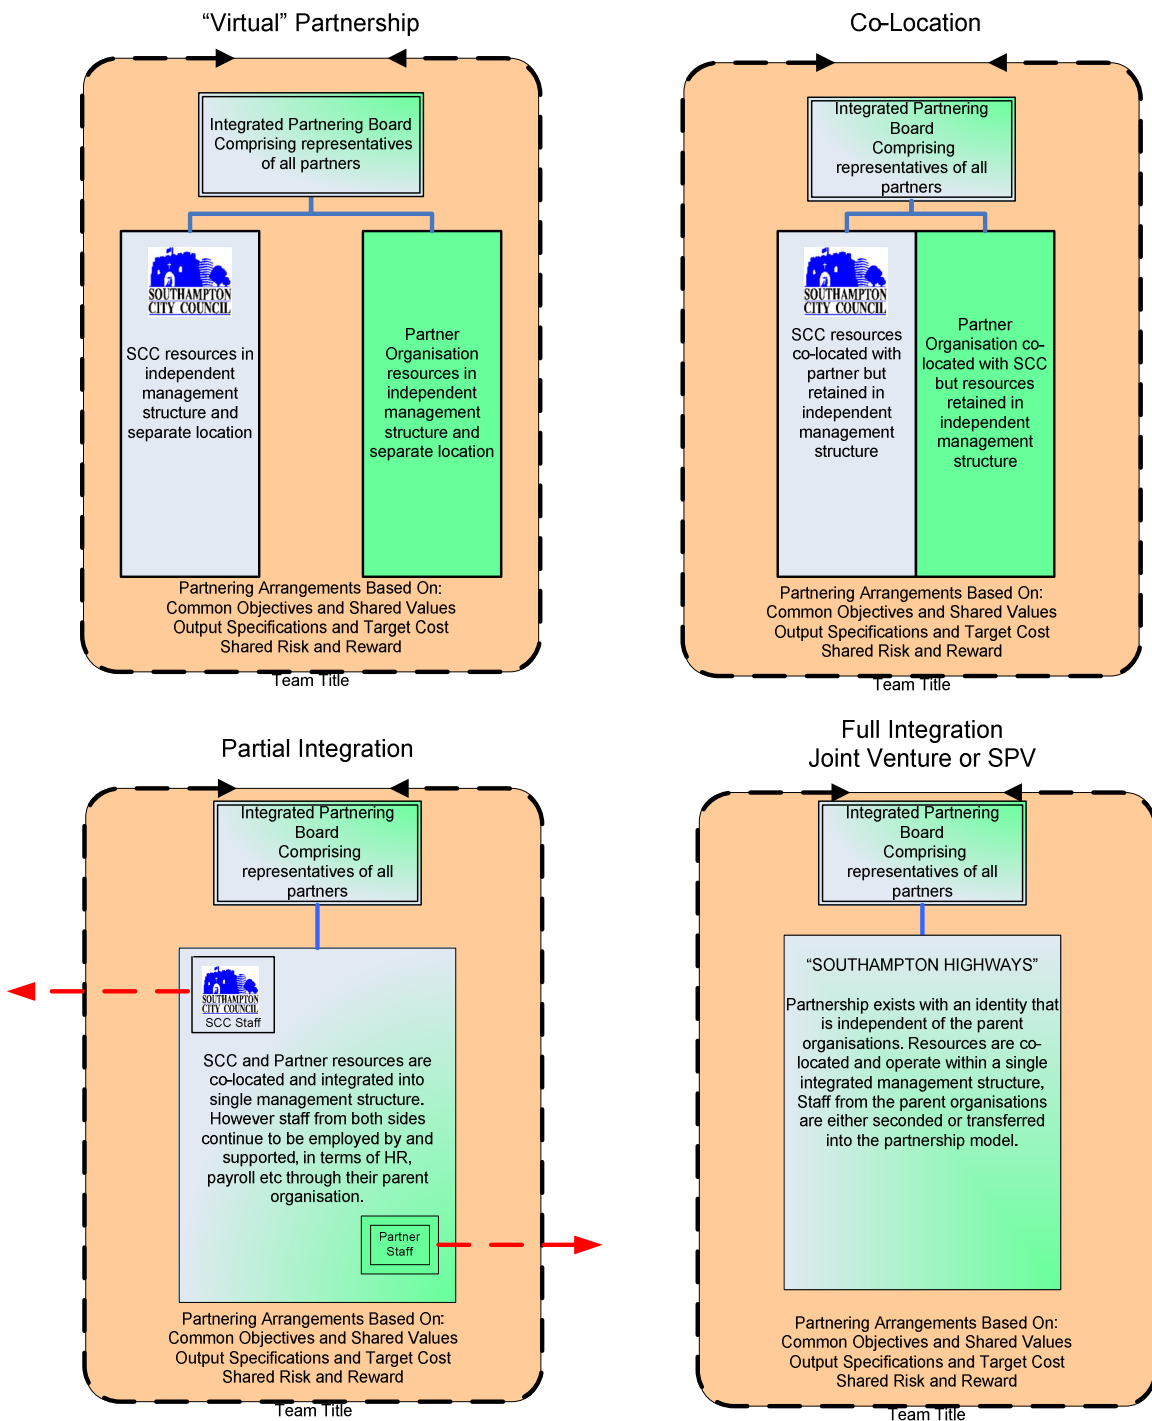 “Virtual” Partnership
Integrated Partnering Board
Comprising representatives
of all partners
SOUTHAMPTON
CITY COUNCIL
SCC resources in
independent
management
structure and
separate location
Partner
Organisation
resources in
independent
management
structure and
separate location
Partnering Arrangements Based On:
Common Objectives and Shared Values
Output Specifications and Target Cost
Shared Risk and Reward
Team Title
Co-Location
Integrated Partnering
Board
Comprising
representatives of all
partners
SOUTHAMPTON
CITY COUNCIL
SCC resources
co-located with
partner but
retained in
independent
management
structure
Partner
Organisation co-
located with SCC
but resources
retained in
independent
management
structure
Partnering Arrangements Based On:
Common Objectives and Shared Values
Output Specifications and Target Cost
Shared Risk and Reward
Team Title
Partial Integration
Integrated Partnering
Board
Comprising
representatives of all
partners
SOUTHAMPTON
CITY COUNCIL
SCC Staff
SCC and Partner resources are
co-located and integrated into
single management structure.
However staff from both sides
continue to be employed by and
supported, in terms of HR,
payroll etc through their parent
organisation.
Partner
Staff
Partnering Arrangements Based On:
Common Objectives and Shared Values
Output Specifications and Target Cost
Shared Risk and Reward
Team Title
Full Integration
Joint Venture or SPV
Integrated Partnering
Board
Comprising
representatives of all
partners
“SOUTHAMPTON HIGHWAYS”
Partnership exists with an identity that
is independent of the parent
organisations. Resources are co-
located and operate within a single
integrated management structure,
Staff from the parent organisations
are either seconded or transferred
into the partnership model.
Partnering Arrangements Based On:
Common Objectives and Shared Values
Output Specifications and Target Cost
Shared Risk and Reward
Team Title